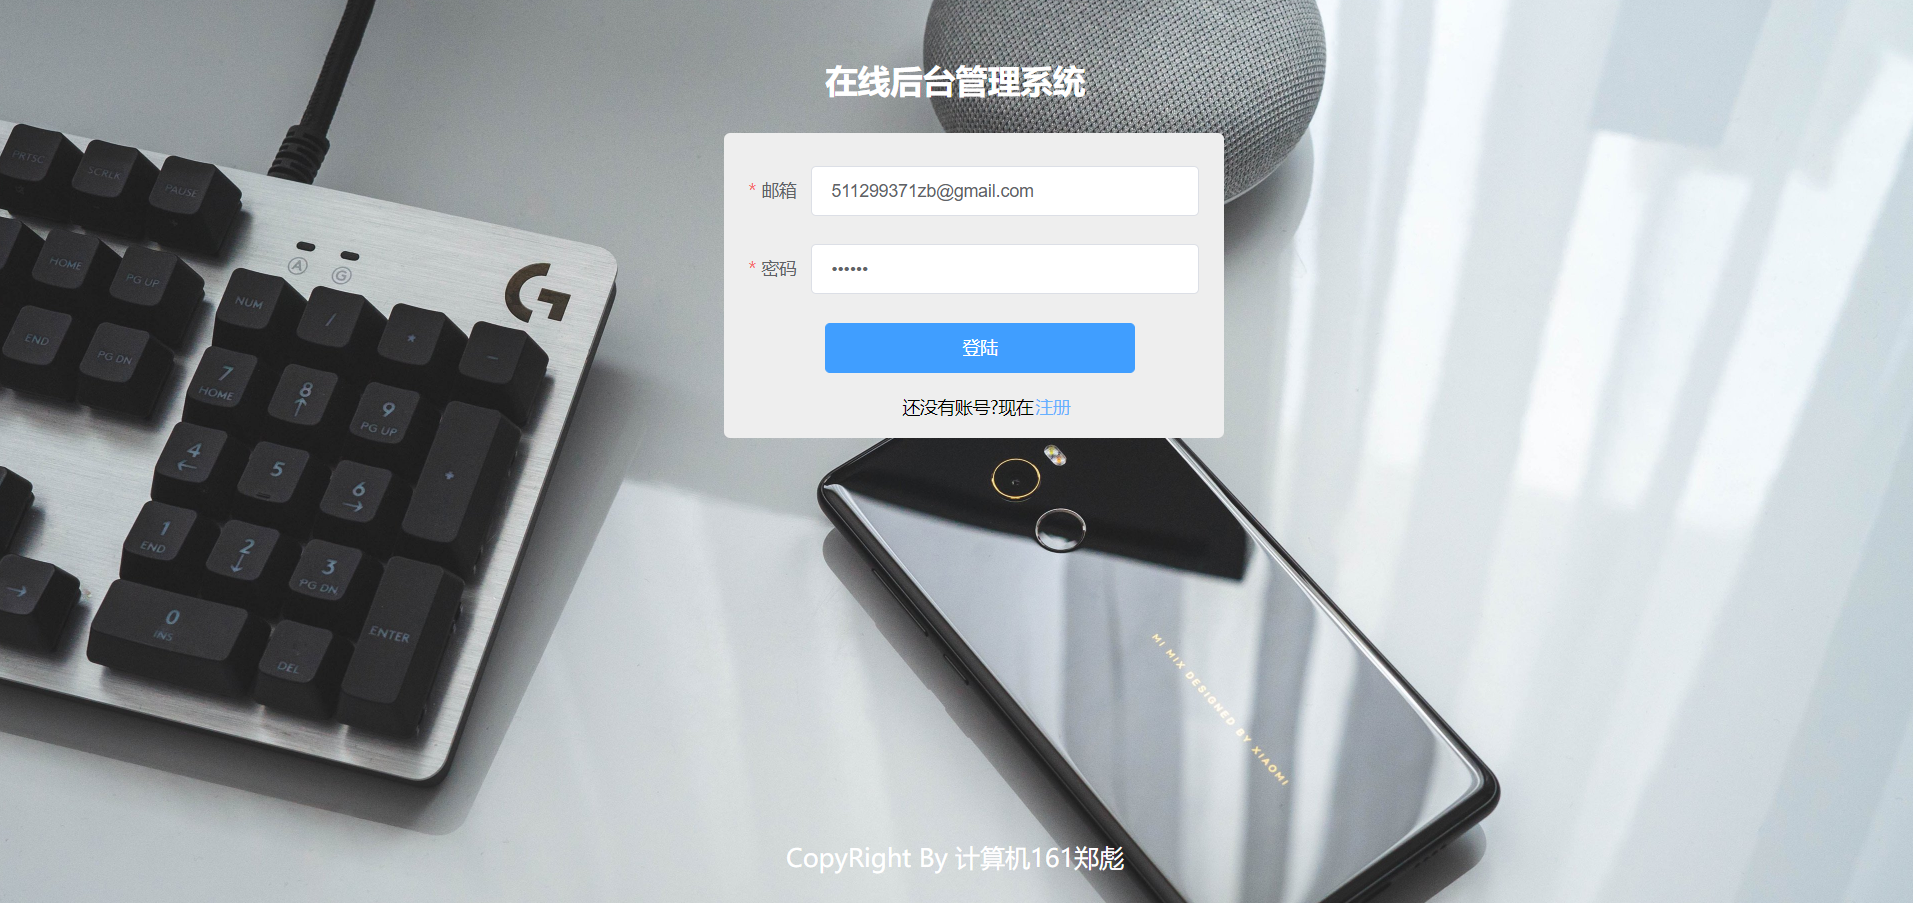 在线后台管理系统
* 邮箱 511299371zb@gmail.com
* 密码 ••••••
登陆
还没有账号?现在注册
PRTSC
SCRLK
PAUSE
HOME
PG UP
END
PG DN
A
G
NUM
/
*
-
7
HOME
8
↑
9
PG UP
+
4
←
5
6
→
1
END
2
↓
3
PG DN
ENTER
→
0
INS
DEL
MI MIX DESIGNED BY XIAOMI
CopyRight By 计算机161郑彪